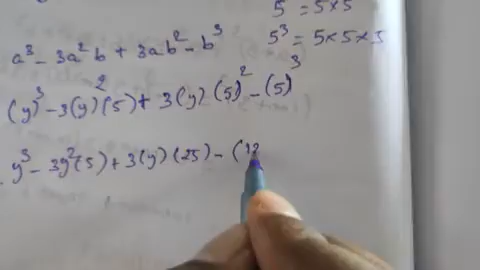 5 = 5×5
5³ = 5×5×5
a³ - 3a²b + 3ab² - b³
(y)³ - 3(y)²(5) + 3(y)(5)² - (5)³
y³ - 3y²(5) + 3(y)(25) - (12